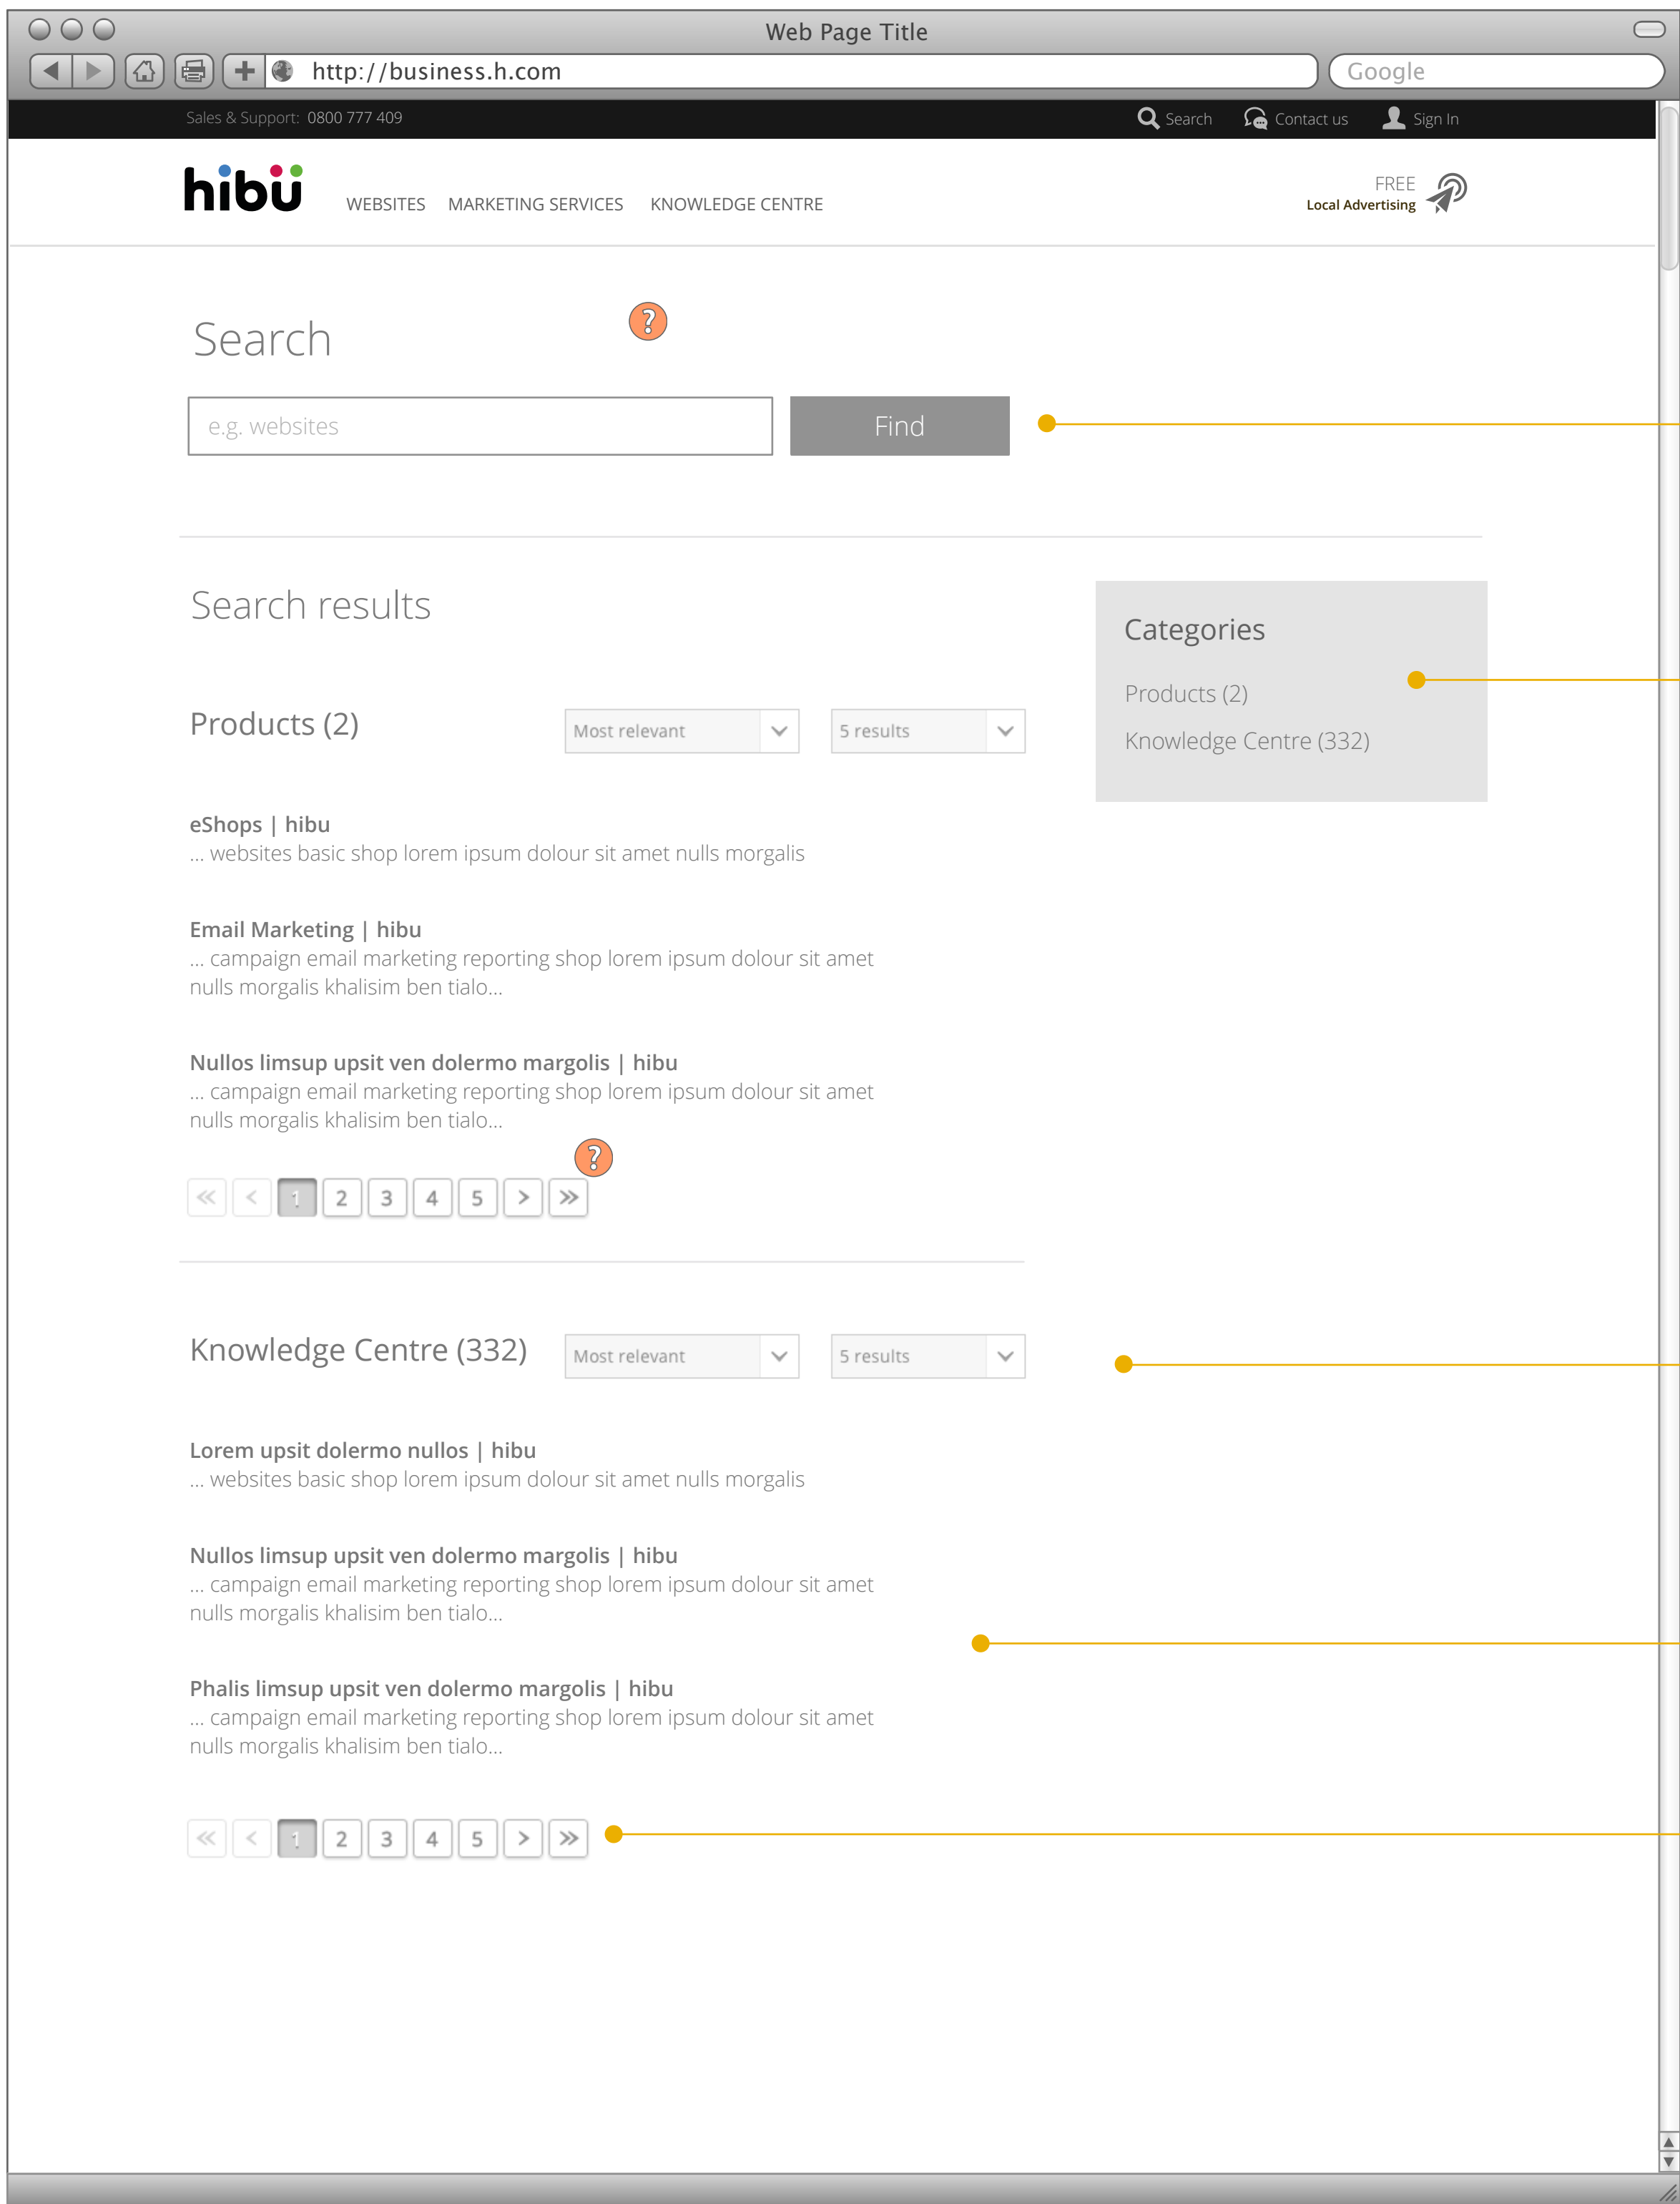 Web Page Title
http://business.h.com
Google
Sales & Support: 0800 777 409
Search
Contact us
Sign In
hibü
WEBSITES
MARKETING SERVICES
KNOWLEDGE CENTRE
FREE
Local Advertising
Search
?
e.g. websites
Find
Search results
Categories
Products (2)
Knowledge Centre (332)
Products (2)
Most relevant
5 results
eShops | hibu
... websites basic shop lorem ipsum dolour sit amet nulls morgalis
Email Marketing | hibu
... campaign email marketing reporting shop lorem ipsum dolour sit amet
nulls morgalis khalisim ben tialo...
Nullos limsup upsit ven dolermo margolis | hibu
... campaign email marketing reporting shop lorem ipsum dolour sit amet
nulls morgalis khalisim ben tialo...
?
<< < 1 2 3 4 5 > >>
Knowledge Centre (332)
Most relevant
5 results
Lorem upsit dolermo nullos | hibu
... websites basic shop lorem ipsum dolour sit amet nulls morgalis
Nullos limsup upsit ven dolermo margolis | hibu
... campaign email marketing reporting shop lorem ipsum dolour sit amet
nulls morgalis khalisim ben tialo...
Phalis limsup upsit ven dolermo margolis | hibu
... campaign email marketing reporting shop lorem ipsum dolour sit amet
nulls morgalis khalisim ben tialo...
<< < 1 2 3 4 5 > >>